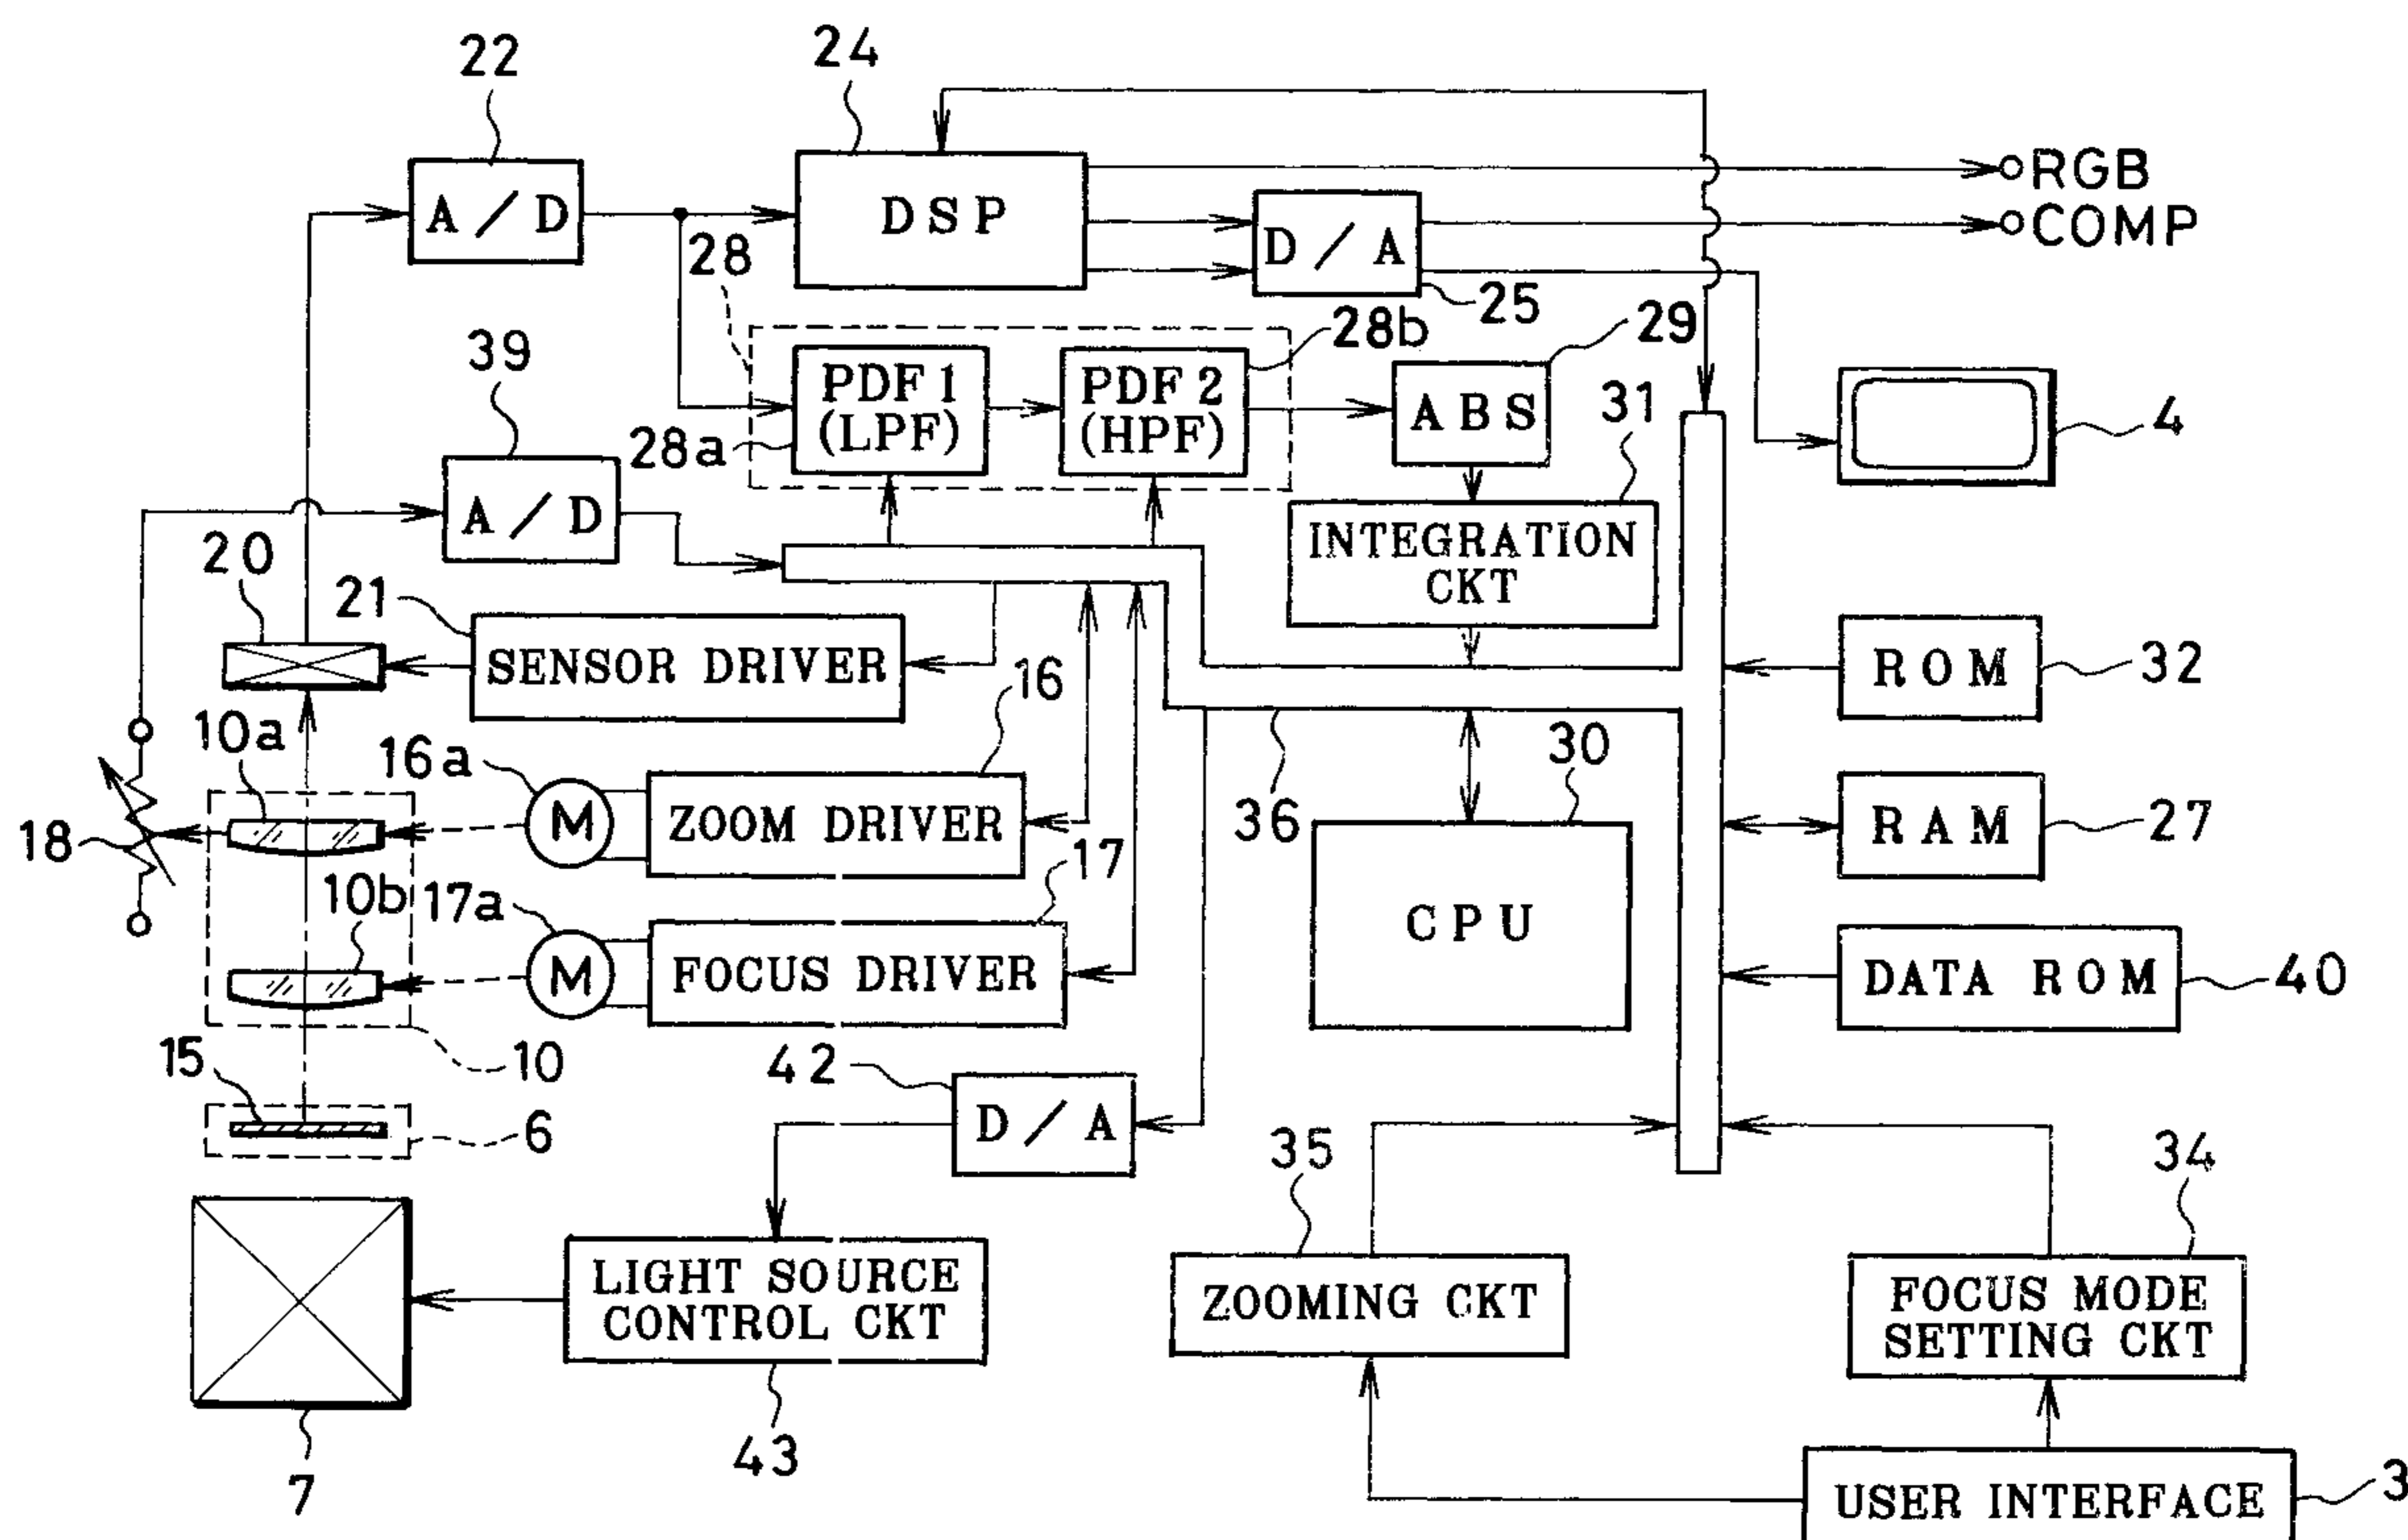 24
22
RGB
A/D
DSP
COMP
28
D/A
25
28b
29
39
PDF 1
(LPF)
PDF 2
(HPF)
ABS
31
4
28a
A/D
INTEGRATION
CKT
20
21
SENSOR DRIVER
16
ROM
32
10a
16a
30
M
ZOOM DRIVER
36
RAM
27
18
17
10b
17a
CPU
M
FOCUS DRIVER
DATA ROM
40
15
10
42
6
D/A
35
34
LIGHT SOURCE
CONTROL CKT
ZOOMING CKT
FOCUS MODE
SETTING CKT
43
7
USER INTERFACE
3